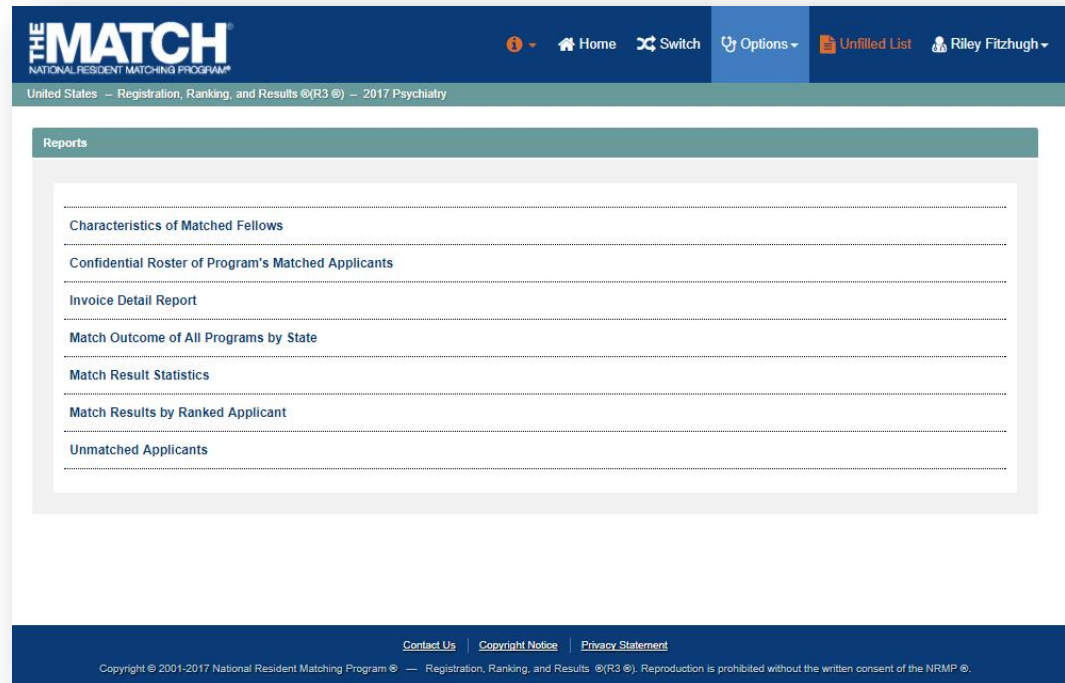 THE MATCH®
NATIONAL RESIDENT MATCHING PROGRAM®
Home Switch Options Unfilled List Riley Fitzhugh
United States – Registration, Ranking, and Results ®(R3 ®) – 2017 Psychiatry
Reports
Characteristics of Matched Fellows
Confidential Roster of Program's Matched Applicants
Invoice Detail Report
Match Outcome of All Programs by State
Match Result Statistics
Match Results by Ranked Applicant
Unmatched Applicants
Contact Us | Copyright Notice | Privacy Statement
Copyright © 2001-2017 National Resident Matching Program ® — Registration, Ranking, and Results ®(R3 ®). Reproduction is prohibited without the written consent of the NRMP ®.